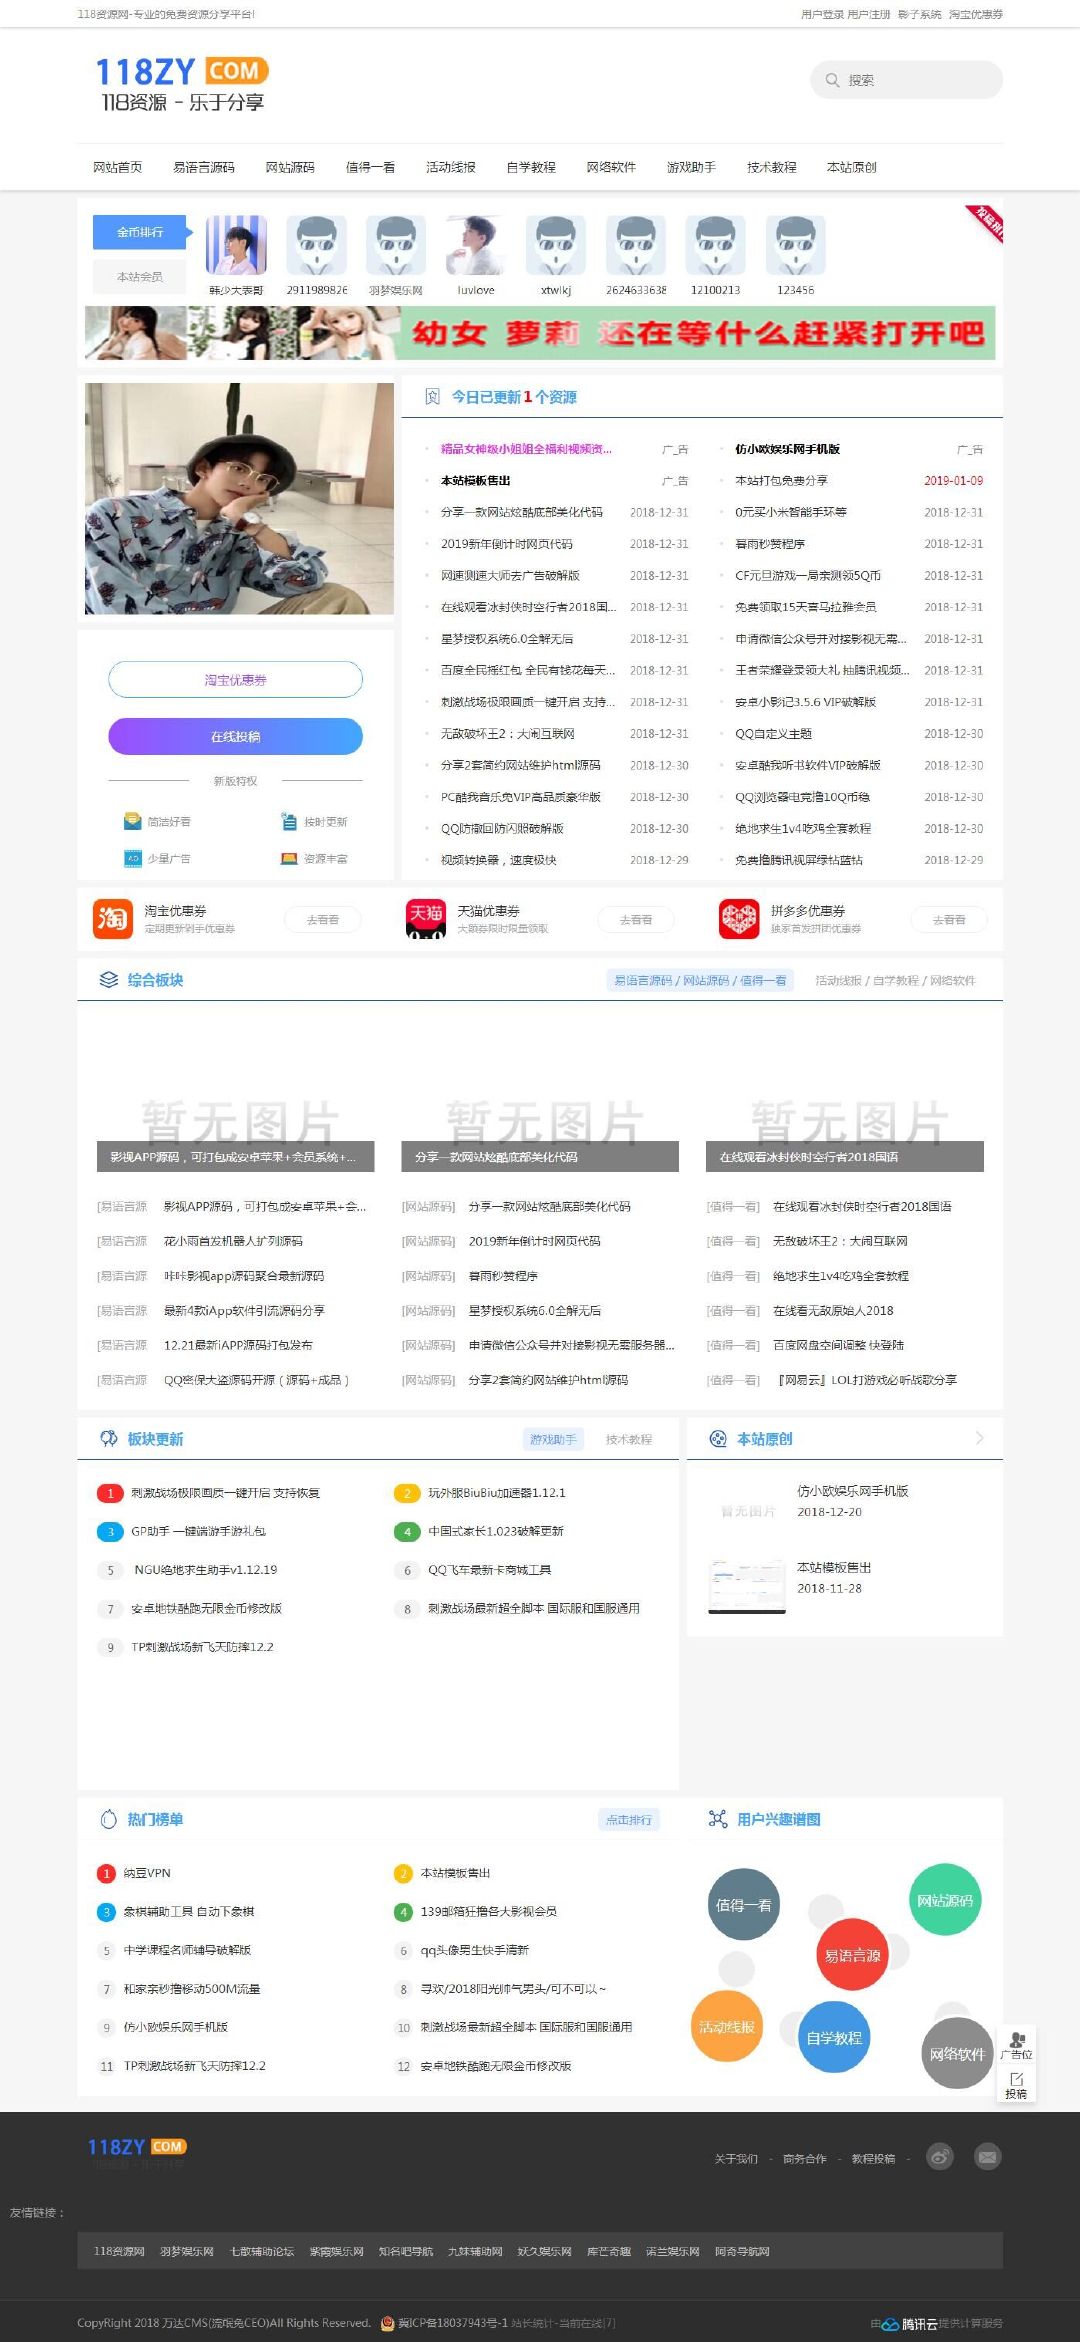 118资源网-专业的免费资源分享平台!
用户登录 用户注册 影子系统 淘宝优惠券
118ZY COM
118资源 - 乐于分享
搜索
网站首页 易语言源码 网站源码 值得一看 活动线报 自学教程 网络软件 游戏助手 技术教程 本站原创
金币排行
本站会员
韩少大表哥 2911989826 羽梦娱乐网 luvlove xtwlkj 2624633638 12100213 123456
幼女 萝莉 还在等什么赶紧打开吧
今日已更新1个资源
精品女神级小姐姐全福利视频资... 广_告
仿小欧娱乐网手机版 广_告
本站模板售出 广_告
本站打包免费分享 2019-01-09
分享一款网站炫酷底部美化代码 2018-12-31
0元买小米智能手环等 2018-12-31
2019新年倒计时网页代码 2018-12-31
春雨秒赞程序 2018-12-31
网速测速大师去广告破解版 2018-12-31
CF元旦游戏一局亲测领5Q币 2018-12-31
在线观看冰封侠时空行者2018国... 2018-12-31
免费领取15天喜马拉雅会员 2018-12-31
星梦授权系统6.0全解无后 2018-12-31
申请微信公众号并对接影视无需... 2018-12-31
百度全民摇红包 全民有钱花每天... 2018-12-31
王者荣耀登录领大礼 抽腾讯视频... 2018-12-31
刺激战场极限画质一键开启 支持... 2018-12-31
安卓小影记3.5.6 VIP破解版 2018-12-31
无敌破坏王2：大闹互联网 2018-12-31
QQ自定义主题 2018-12-30
分享2套简约网站维护html源码 2018-12-30
安卓酷我听书软件VIP破解版 2018-12-30
PC酷我音乐免VIP高品质豪华版 2018-12-30
QQ浏览器电竞撸10Q币稳 2018-12-30
QQ防撤回防闪照破解版 2018-12-30
绝地求生1v4吃鸡全套教程 2018-12-30
视频转换器，速度极快 2018-12-29
免费撸腾讯视屏绿钻蓝钻 2018-12-29
淘宝优惠券
在线投稿
新版特权
简洁好看 按时更新
少量广告 资源丰富
淘
淘宝优惠券
定期更新剁手优惠券
去看看
天猫
天猫优惠券
大额券限时限量领取
去看看
拼多多优惠券
独家首发拼团优惠券
去看看
综合板块
易语言源码 / 网站源码 / 值得一看
活动线报 / 自学教程 / 网络软件
暂无图片 暂无图片 暂无图片
影视APP源码，可打包成安卓苹果+会员系统+...
分享一款网站炫酷底部美化代码
在线观看冰封侠时空行者2018国语
[易语言源 影视APP源码，可打包成安卓苹果+会...
[网站源码] 分享一款网站炫酷底部美化代码
[值得一看] 在线观看冰封侠时空行者2018国语
[易语言源 花小雨首发机器人扩列源码
[网站源码] 2019新年倒计时网页代码
[值得一看] 无敌破坏王2：大闹互联网
[易语言源 咔咔影视app源码聚合最新源码
[网站源码] 春雨秒赞程序
[值得一看] 绝地求生1v4吃鸡全套教程
[易语言源 最新4款iApp软件引流源码分享
[网站源码] 星梦授权系统6.0全解无后
[值得一看] 在线看无敌原始人2018
[易语言源 12.21最新iAPP源码打包发布
[网站源码] 申请微信公众号并对接影视无需服务器...
[值得一看] 百度网盘空间调整 快登陆
[易语言源 QQ密保大盗源码开源（源码+成品）
[网站源码] 分享2套简约网站维护html源码
[值得一看] 『网易云』LOL打游戏必听战歌分享
板块更新
游戏助手 技术教程
1 刺激战场极限画质一键开启 支持恢复
2 玩外服BiuBiu加速器1.12.1
3 GP助手 一键端游手游礼包
4 中国式家长1.023破解更新
5 NGU绝地求生助手v1.12.19
6 QQ飞车最新卡商城工具
7 安卓地铁酷跑无限金币修改版
8 刺激战场最新超全脚本 国际服和国服通用
9 TP刺激战场新飞天防摔12.2
本站原创
暂无图片
仿小欧娱乐网手机版
2018-12-20
本站模板售出
2018-11-28
热门榜单
点击排行
1 纳豆VPN
2 本站模板售出
3 象棋辅助工具 自动下象棋
4 139邮箱狂撸各大影视会员
5 中学课程名师辅导破解版
6 qq头像男生快手清新
7 和家亲秒撸移动500M流量
8 寻欢/2018阳光帅气男头/可不可以～
9 仿小欧娱乐网手机版
10 刺激战场最新超全脚本 国际服和国服通用
11 TP刺激战场新飞天防摔12.2
12 安卓地铁酷跑无限金币修改版
用户兴趣谱图
值得一看
网站源码
易语言源
活动线报
自学教程
网络软件
广告位
投稿
118ZY COM
关于我们 - 商务合作 - 教程投稿 -
友情链接：
118资源网 羽梦娱乐网 七散辅助论坛 紫霞娱乐网 知名吧导航 九妹辅助网 妖久娱乐网 库芒奇趣 诺兰娱乐网 阿奇导航网
CopyRight 2018 万达CMS(流氓兔CEO)All Rights Reserved. 冀ICP备18037943号-1 站长统计-当前在线[7]
由 腾讯云 提供计算服务